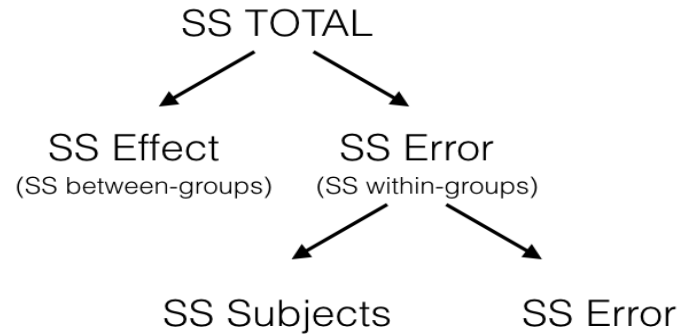 SS TOTAL
SS Effect SS Error
(SS between-groups) (SS within-groups)
SS Subjects SS Error